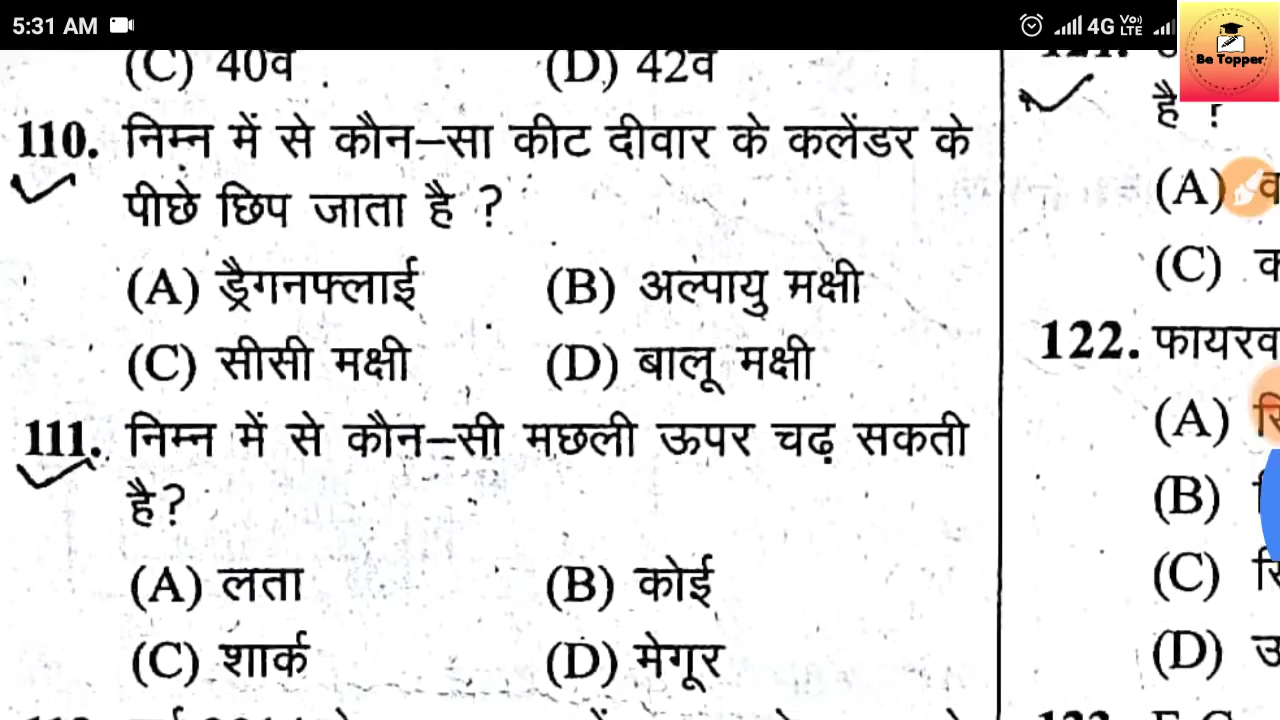 5:31 AM
4G VoLTE
Be Topper
(C) 40वें
(D) 42वें
110. निम्न में से कौन–सा कीट दीवार के कलेंडर के
पीछे छिप जाता है ?
(A) ड्रैगनफ्लाई
(B) अल्पायु मक्षी
(C) सीसी मक्षी
(D) बालू मक्षी
111. निम्न में से कौन–सी मछली ऊपर चढ़ सकती
है?
(A) लता
(B) कोई
(C) शार्क
(D) मेगूर
है ?
(A)
(C)
122.
(A)
(B)
(C)
(D)